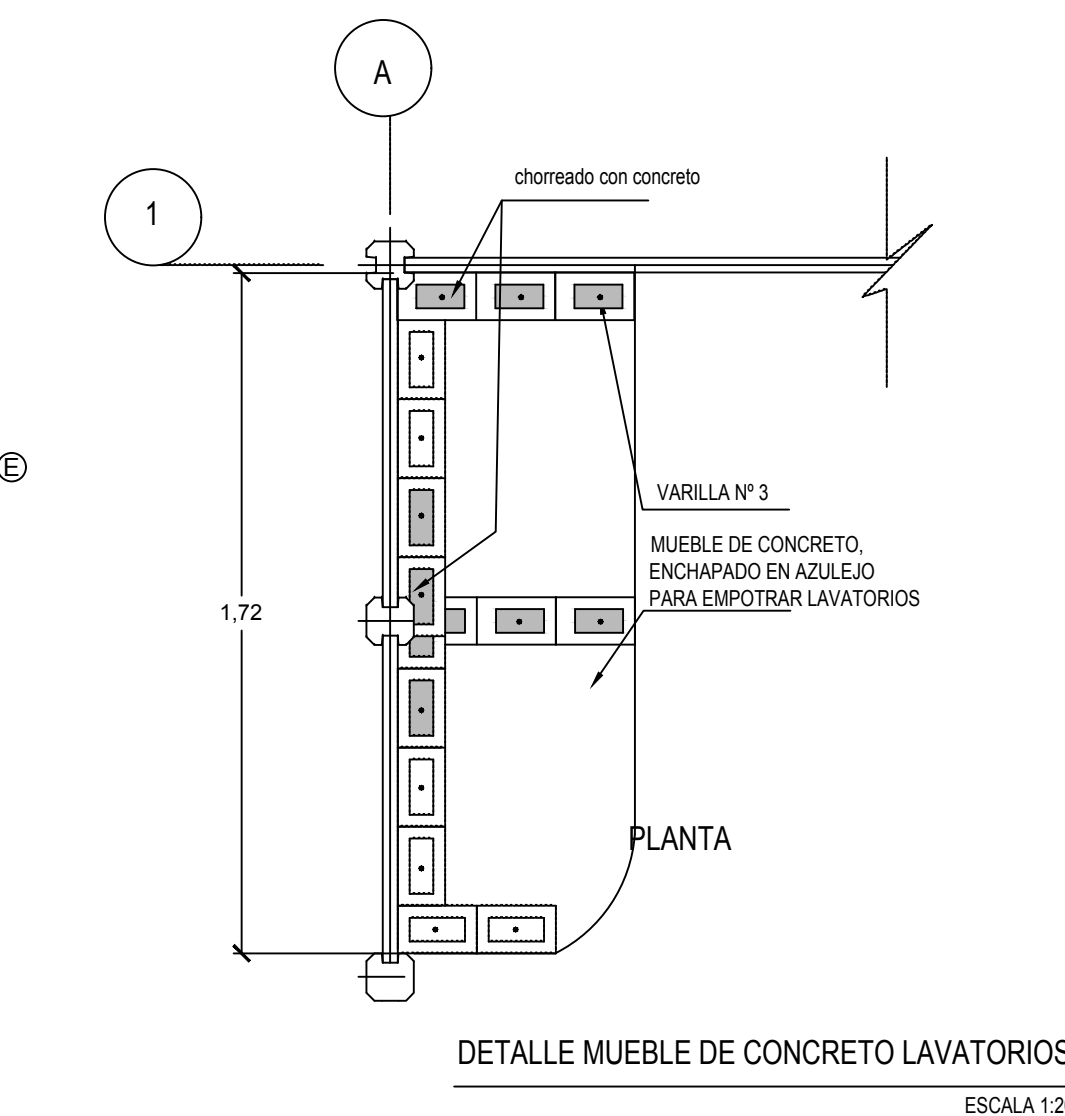 A
1
chorreado con concreto
E
VARILLA Nº 3
MUEBLE DE CONCRETO,
ENCHAPADO EN AZULEJO
PARA EMPOTRAR LAVATORIOS
1,72
PLANTA
DETALLE MUEBLE DE CONCRETO LAVATORIOS
ESCALA 1:20